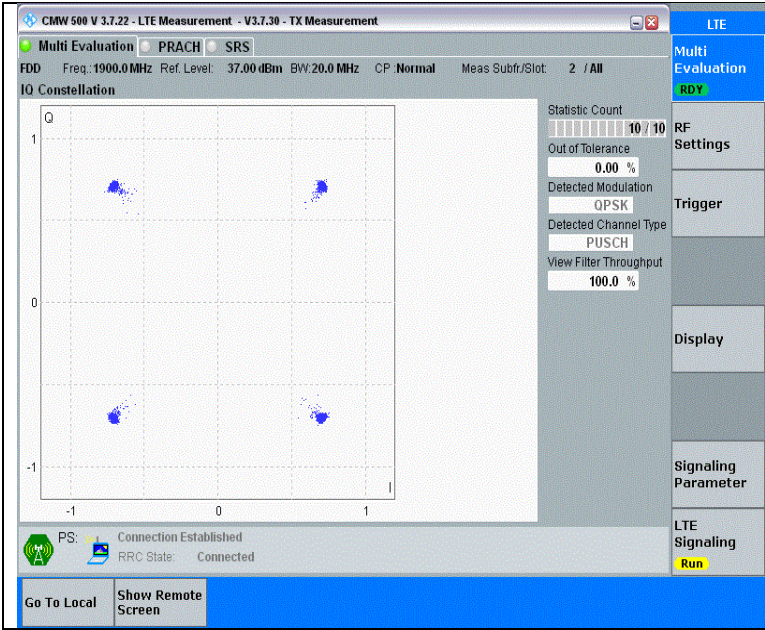 CMW 500 V 3.7.22 - LTE Measurement - V3.7.30 - TX Measurement
LTE
Multi Evaluation PRACH SRS
Multi
Evaluation
RDY
FDD Freq.:1900.0 MHz Ref. Level: 37.00 dBm BW:20.0 MHz CP :Normal Meas Subfr./Slot: 2 / All
IQ Constellation
Q
1
0
-1
-1 0 1
I
Statistic Count
10 / 10
Out of Tolerance
0.00 %
Detected Modulation
QPSK
Detected Channel Type
PUSCH
View Filter Throughput
100.0 %
RF
Settings
Trigger
Display
Signaling
Parameter
LTE
Signaling
Run
PS: Connection Established
RRC State: Connected
Go To Local
Show Remote
Screen